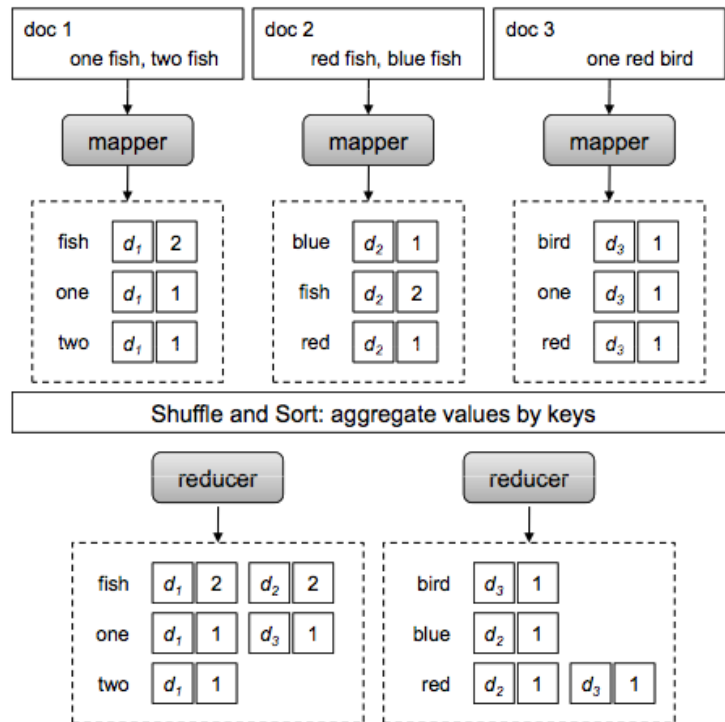 doc 1
one fish, two fish
doc 2
red fish, blue fish
doc 3
one red bird
mapper
mapper
mapper
fish d₁ 2
one d₁ 1
two d₁ 1
blue d₂ 1
fish d₂ 2
red d₂ 1
bird d₃ 1
one d₃ 1
red d₃ 1
Shuffle and Sort: aggregate values by keys
reducer
reducer
fish d₁ 2 d₂ 2
one d₁ 1 d₃ 1
two d₁ 1
bird d₃ 1
blue d₂ 1
red d₂ 1 d₃ 1